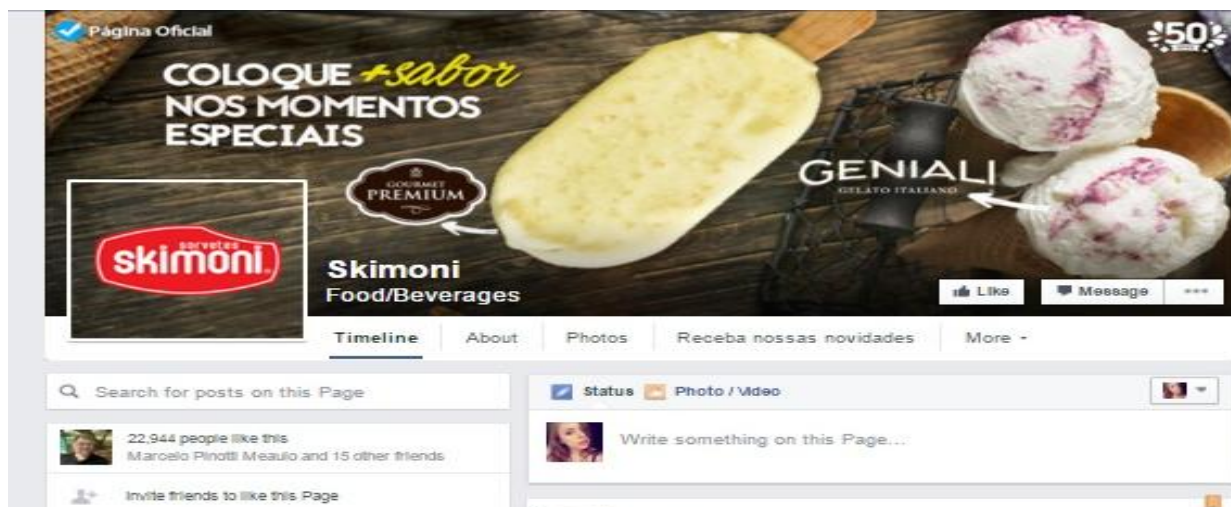 Página Oficial
50
COLOQUE +sabor
NOS MOMENTOS
ESPECIAIS
GOURMET
PREMIUM
GENIALI
GELATO ITALIANO
sorvetes
skimoni
Skimoni
Food/Beverages
Like
Message
Timeline
About
Photos
Receba nossas novidades
More
Search for posts on this Page
Status
Photo / Video
22,944 people like this
Marcelo Pinotti Meaulo and 15 other friends
Write something on this Page...
Invite friends to like this Page